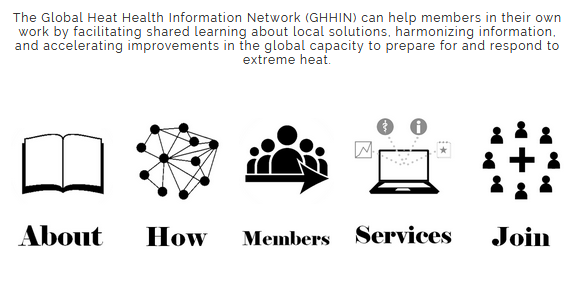 The Global Heat Health Information Network (GHHIN) can help members in their own
work by facilitating shared learning about local solutions, harmonizing information,
and accelerating improvements in the global capacity to prepare for and respond to
extreme heat.
About How Members Services Join